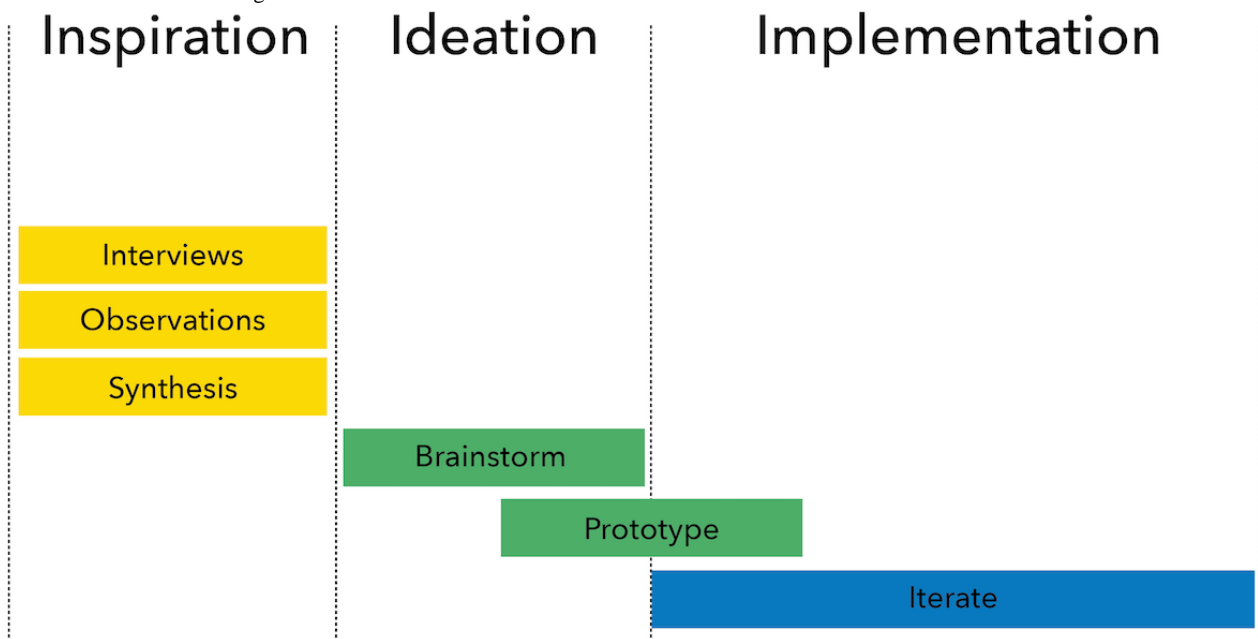 Inspiration
Ideation
Implementation
Interviews
Observations
Synthesis
Brainstorm
Prototype
Iterate